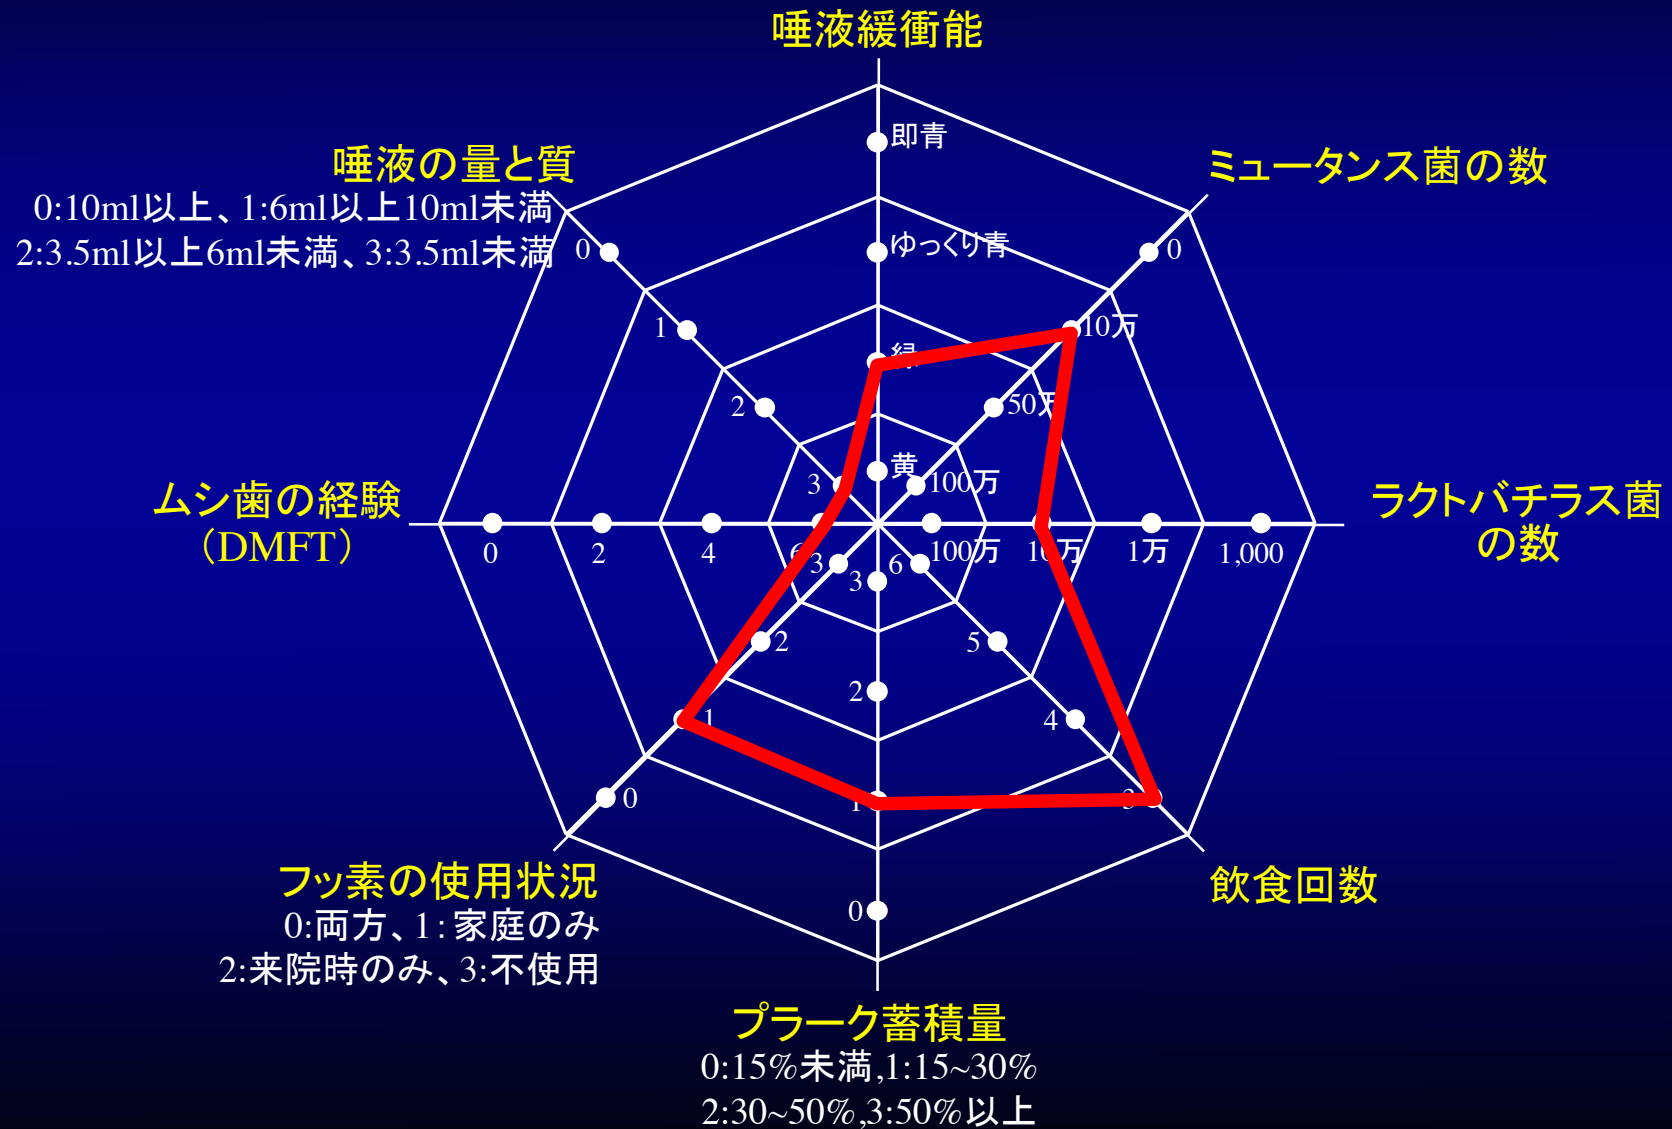 唾液緩衝能
即青
ゆっくり青
緑
黄
ミュータンス菌の数
0
10万
50万
100万
ラクトバチラス菌
の数
100万
10万
1万
1,000
飲食回数
6
5
4
3
プラーク蓄積量
0:15%未満,1:15~30%
2:30~50%,3:50%以上
3
2
1
0
フッ素の使用状況
0:両方、1:家庭のみ
2:来院時のみ、3:不使用
3
2
1
0
ムシ歯の経験
（DMFT）
0
2
4
6
唾液の量と質
0:10ml以上、1:6ml以上10ml未満
2:3.5ml以上6ml未満、3:3.5ml未満
0
1
2
3